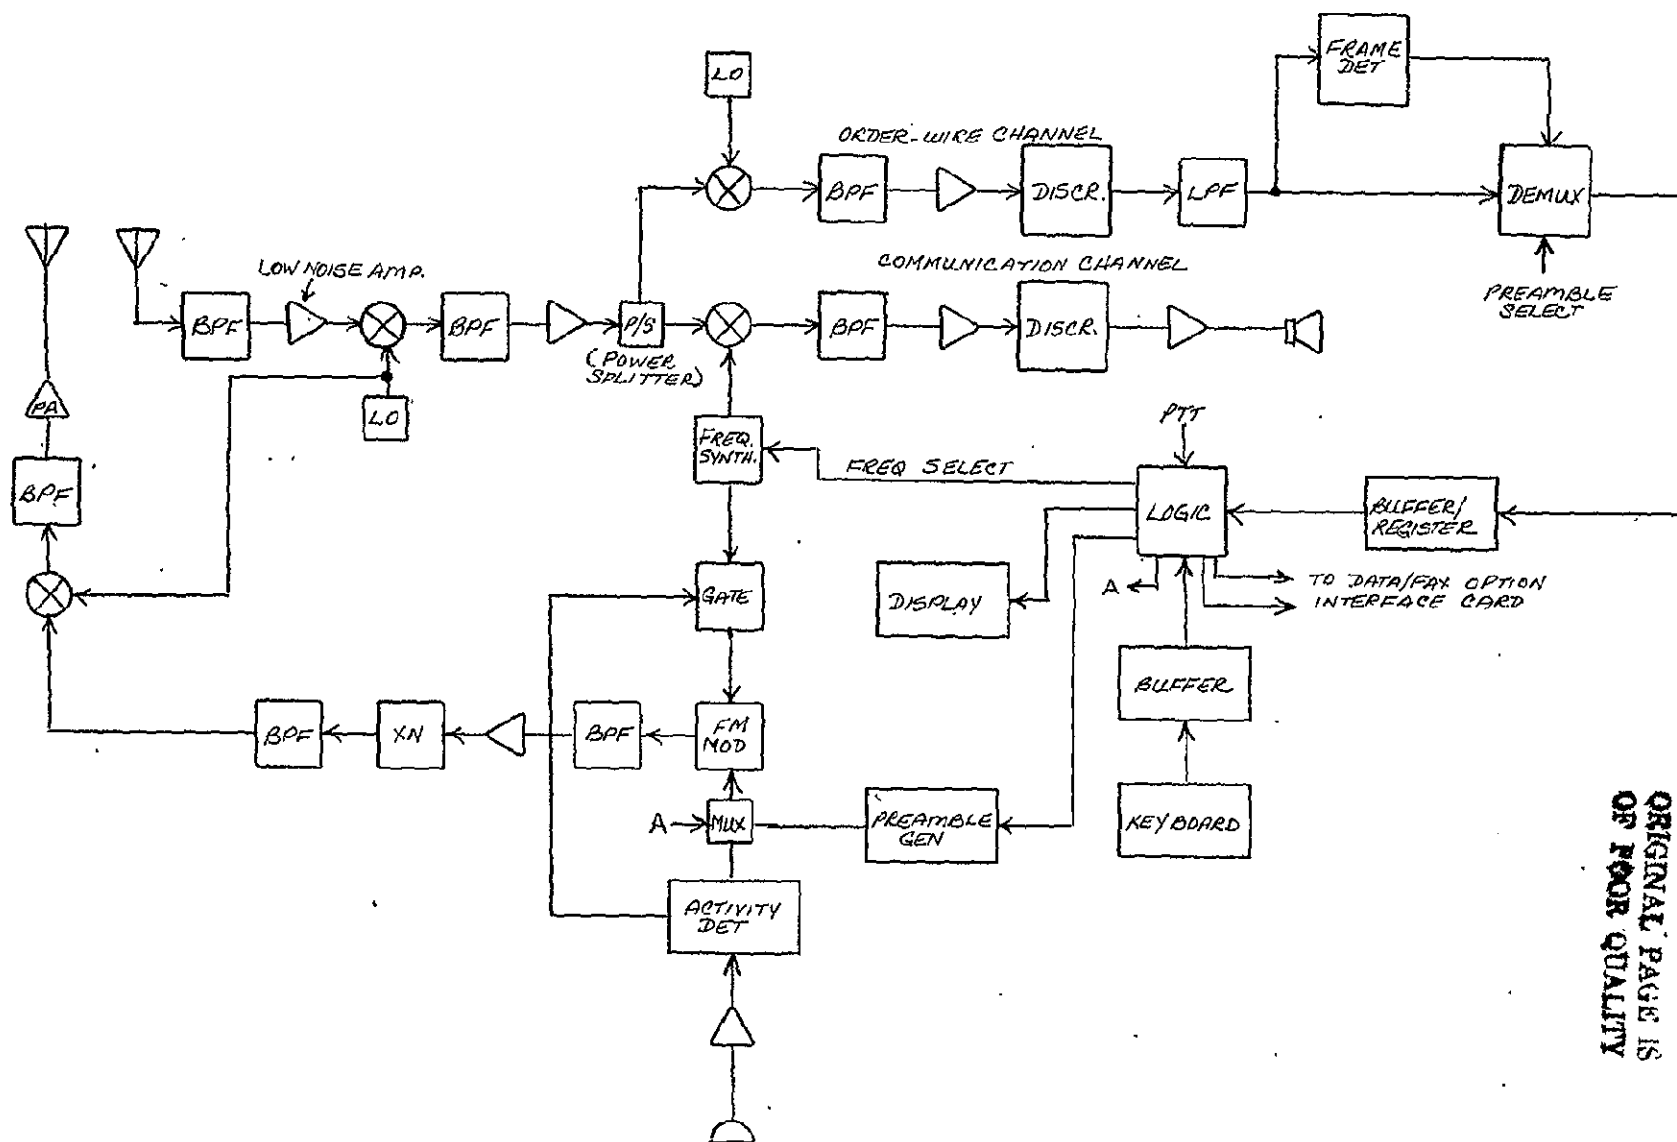 FRAME
DET
LO
ORDER-WIRE CHANNEL
BPF
DISCR.
LPF
DEMUX
PREAMBLE
SELECT
LOW NOISE AMP.
COMMUNICATION CHANNEL
BPF
BPF
P/S
(POWER
SPLITTER)
BPF
DISCR.
PA
LO
BPF
FREQ.
SYNTH.
FREQ SELECT
PTT
LOGIC
BUFFER/
REGISTER
A
TO DATA/FAX OPTION
INTERFACE CARD
GATE
DISPLAY
BUFFER
BPF
XN
BPF
FM
MOD
A
MUX
PREAMBLE
GEN
KEYBOARD
ACTIVITY
DET
ORIGINAL PAGE IS
OF POOR QUALITY